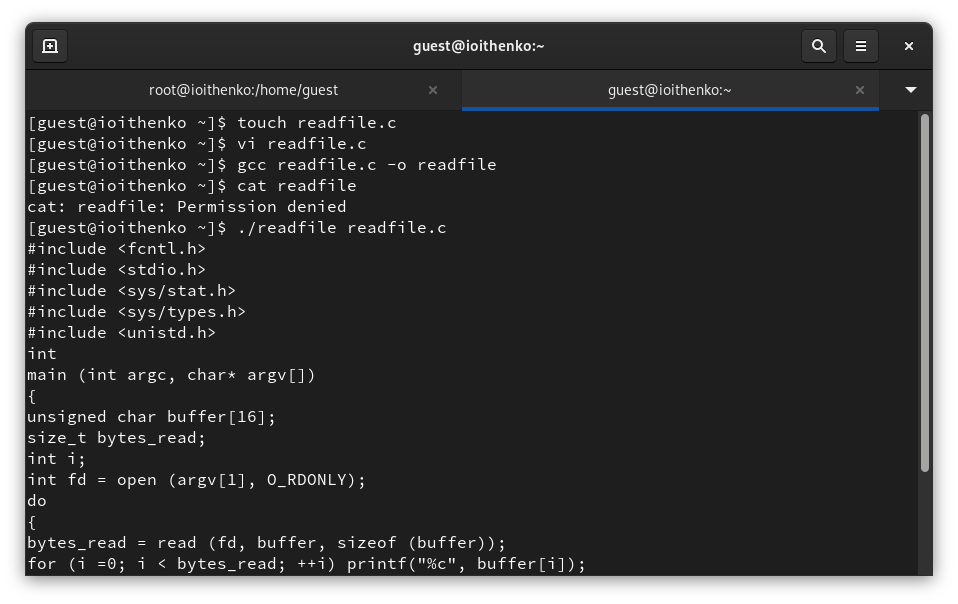 guest@ioithenko:~
root@ioithenko:/home/guest
guest@ioithenko:~
[guest@ioithenko ~]$ touch readfile.c
[guest@ioithenko ~]$ vi readfile.c
[guest@ioithenko ~]$ gcc readfile.c -o readfile
[guest@ioithenko ~]$ cat readfile
cat: readfile: Permission denied
[guest@ioithenko ~]$ ./readfile readfile.c
#include <fcntl.h>
#include <stdio.h>
#include <sys/stat.h>
#include <sys/types.h>
#include <unistd.h>
int
main (int argc, char* argv[])
{
unsigned char buffer[16];
size_t bytes_read;
int i;
int fd = open (argv[1], O_RDONLY);
do
{
bytes_read = read (fd, buffer, sizeof (buffer));
for (i =0; i < bytes_read; ++i) printf("%c", buffer[i]);